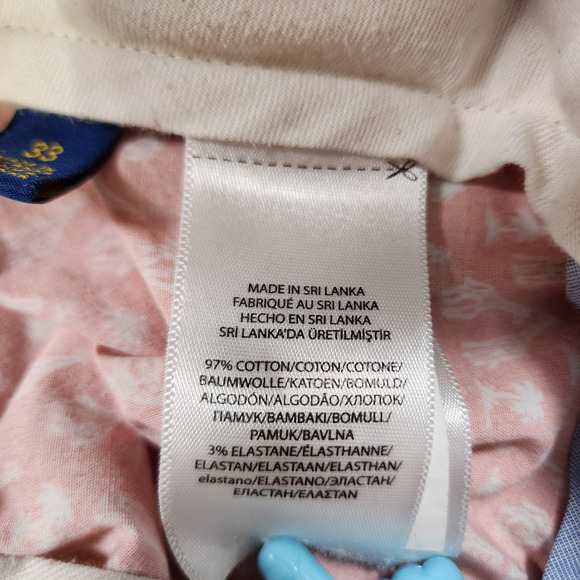 33
MADE IN SRI LANKA
FABRIQUÉ AU SRI LANKA
HECHO EN SRI LANKA
SRİ LANKA'DA ÜRETİLMİŞTİR
97% COTTON/COTON/COTONE/
BAUMWOLLE/KATOEN/BOMULD/
ALGODÓN/ALGODÃO/ХЛОПОК/
ПАМУК/BAMBAKI/BOMULL/
PAMUK/BAVLNA
3% ELASTANE/ÉLASTHANNE/
ELASTAN/ELASTAAN/ELASTHAN/
elastano/ELASTANO/ЭЛАСТАН/
ЕЛАСТАН/ΕΛΑΣΤΑΝ